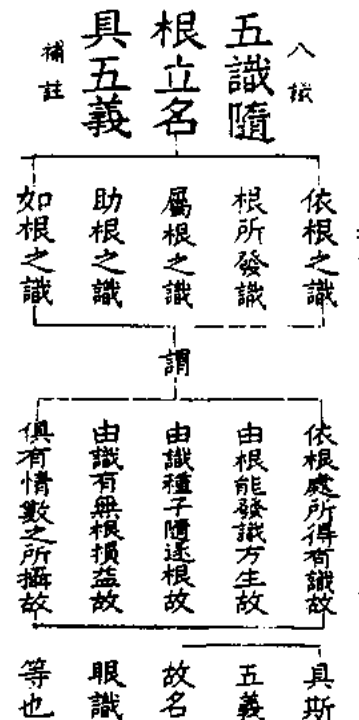 八識
五識隨
根立名
具五義
補註
依根之識
根所發識
屬根之識
助根之識
如根之識
謂
依根處所得有識故
由根能發識方生故
由識種子隨逐根故
由識有無根損益故
俱有情數之所攝故
具斯
五義
故名
眼識
等也